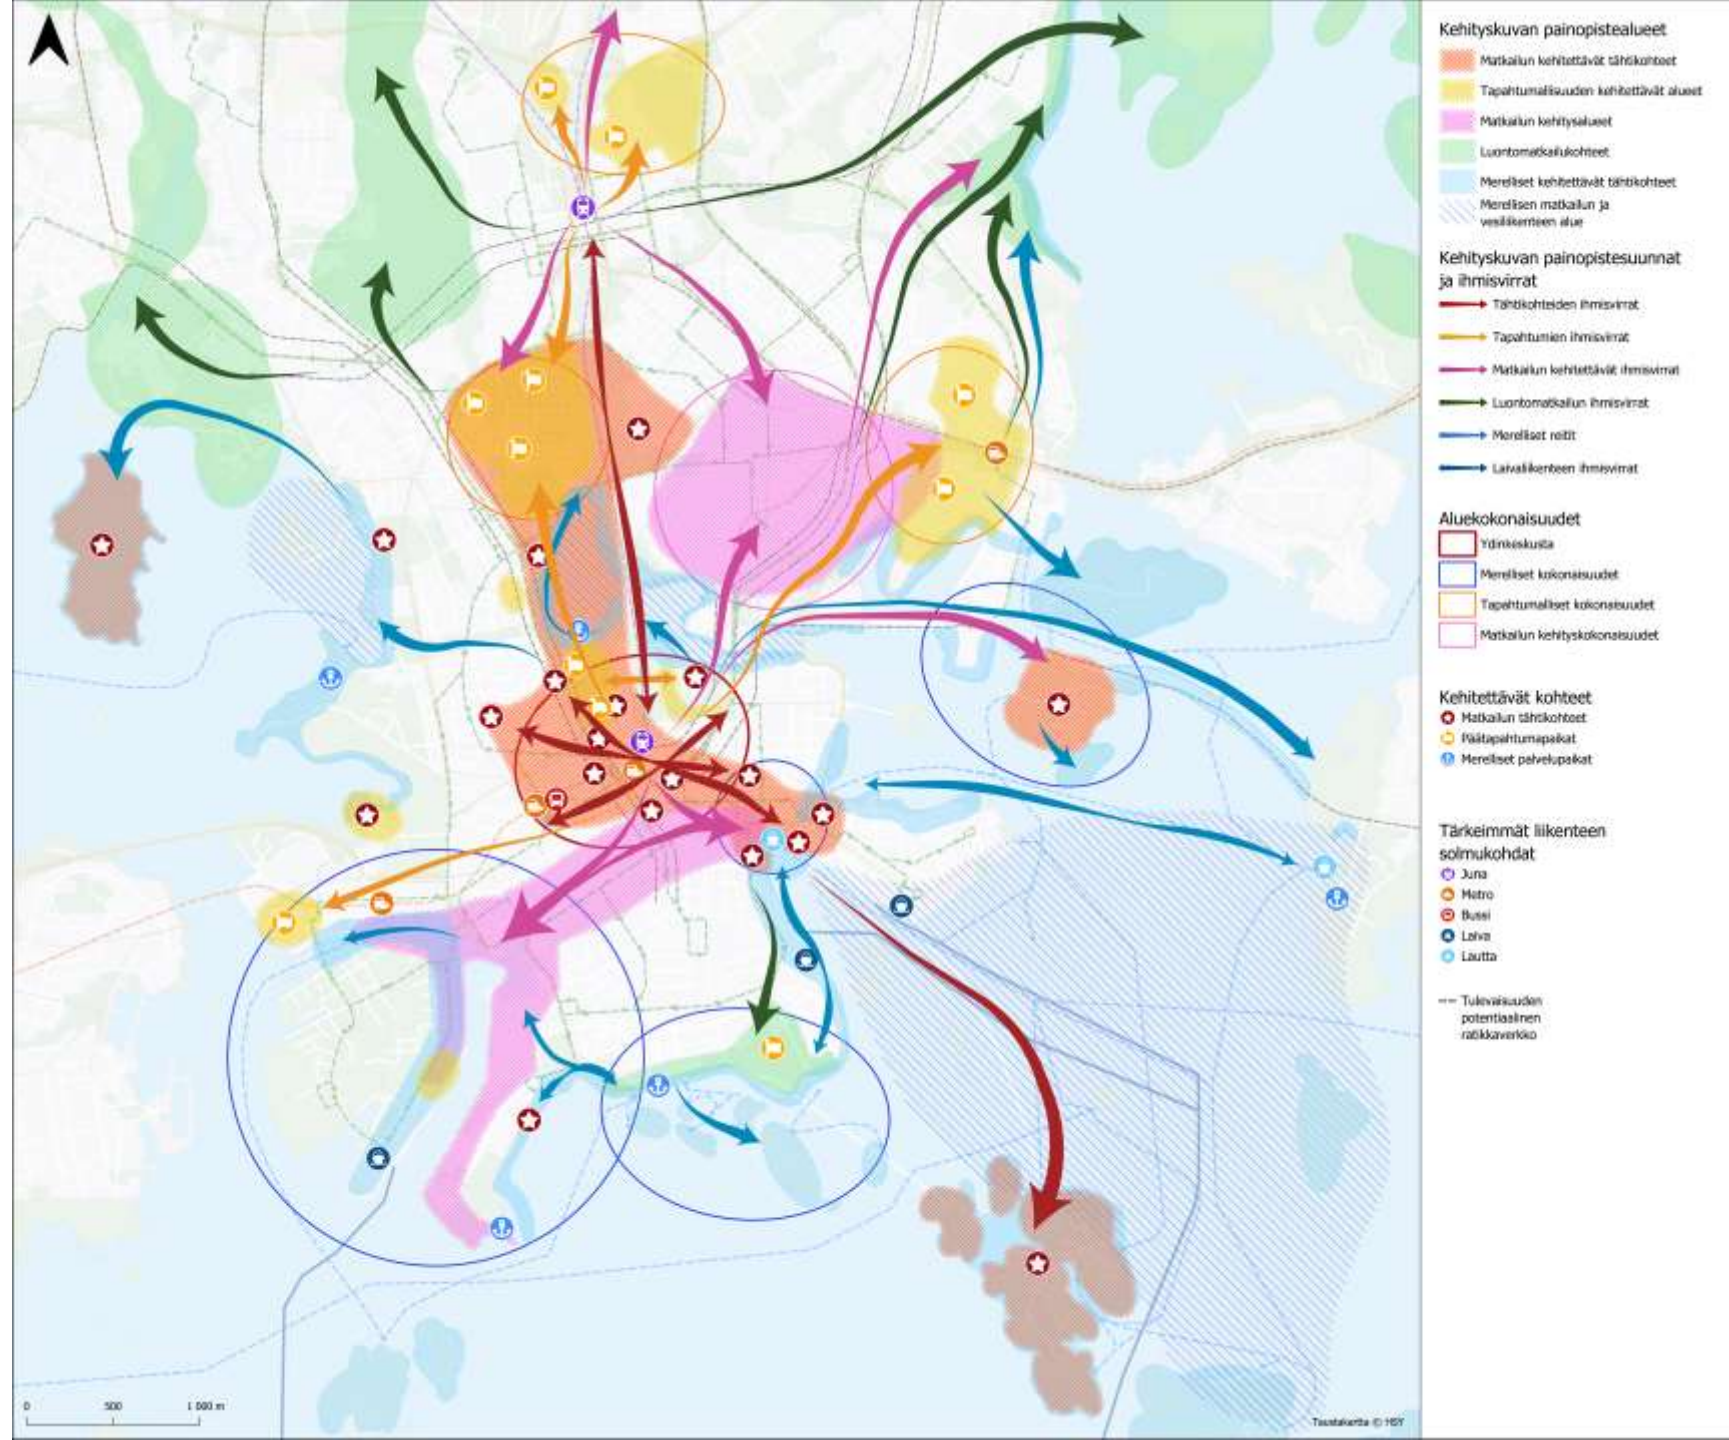 Kehityskuvan painopistealueet
Matkailun kehitettävät tähtikohteet
Tapahtumallisuuden kehitettävät alueet
Matkailun kehitysalueet
Luontomatkailukohteet
Merelliset kehitettävät tähtikohteet
Merellisen matkailun ja
vesiliikenteen alue
Kehityskuvan painopistesuunnat
ja ihmisvirrat
Tähtikohteiden ihmisvirrat
Tapahtumien ihmisvirrat
Matkailun kehitettävät ihmisvirrat
Luontomatkailun ihmisvirrat
Merelliset reitit
Laivaliikenteen ihmisvirrat
Aluekokonaisuudet
Ydinkeskusta
Merelliset kokonaisuudet
Tapahtumalliset kokonaisuudet
Matkailun kehityskokonaisuudet
Kehitettävät kohteet
Matkailun tähtikohteet
Päätapahtumapaikat
Merelliset palvelupaikat
Tärkeimmät liikenteen
solmukohdat
Juna
Metro
Bussi
Laiva
Lautta
Tulevaisuuden
potentiaalinen
ratikkaverkko
0 500 1 000 m
Taustakartta © HSY